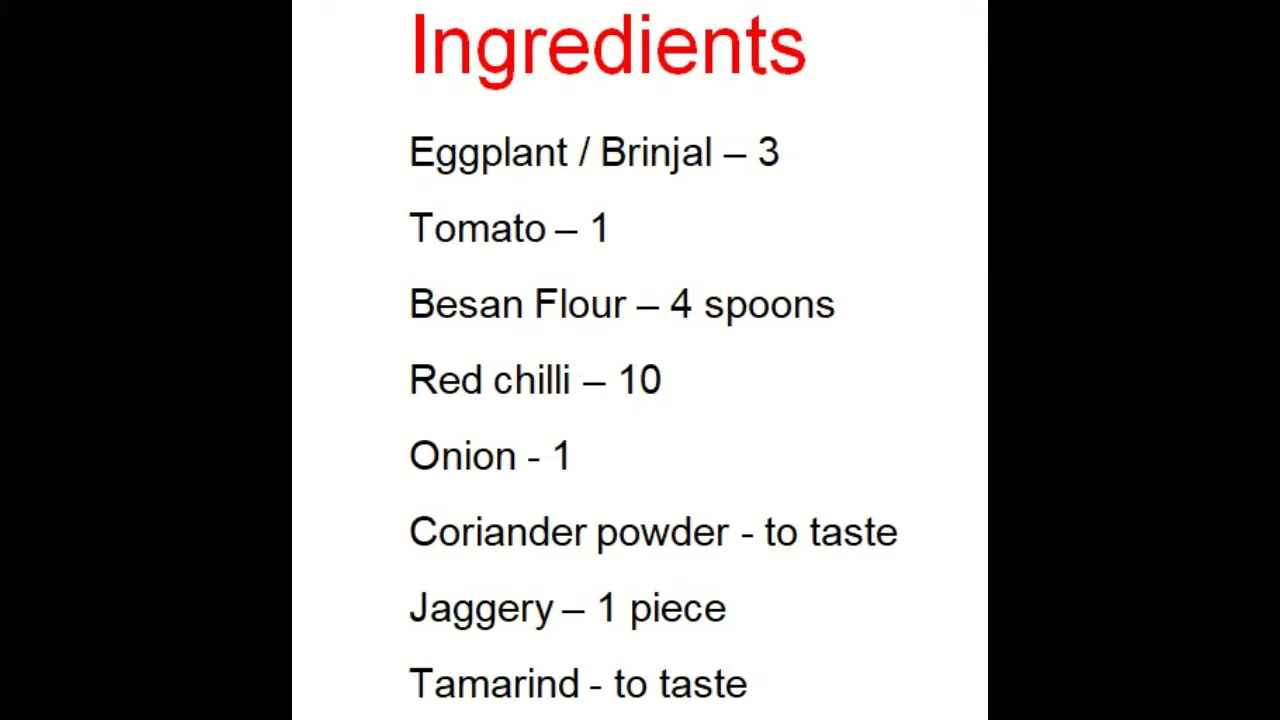 Ingredients
Eggplant / Brinjal – 3
Tomato – 1
Besan Flour – 4 spoons
Red chilli – 10
Onion - 1
Coriander powder - to taste
Jaggery – 1 piece
Tamarind - to taste